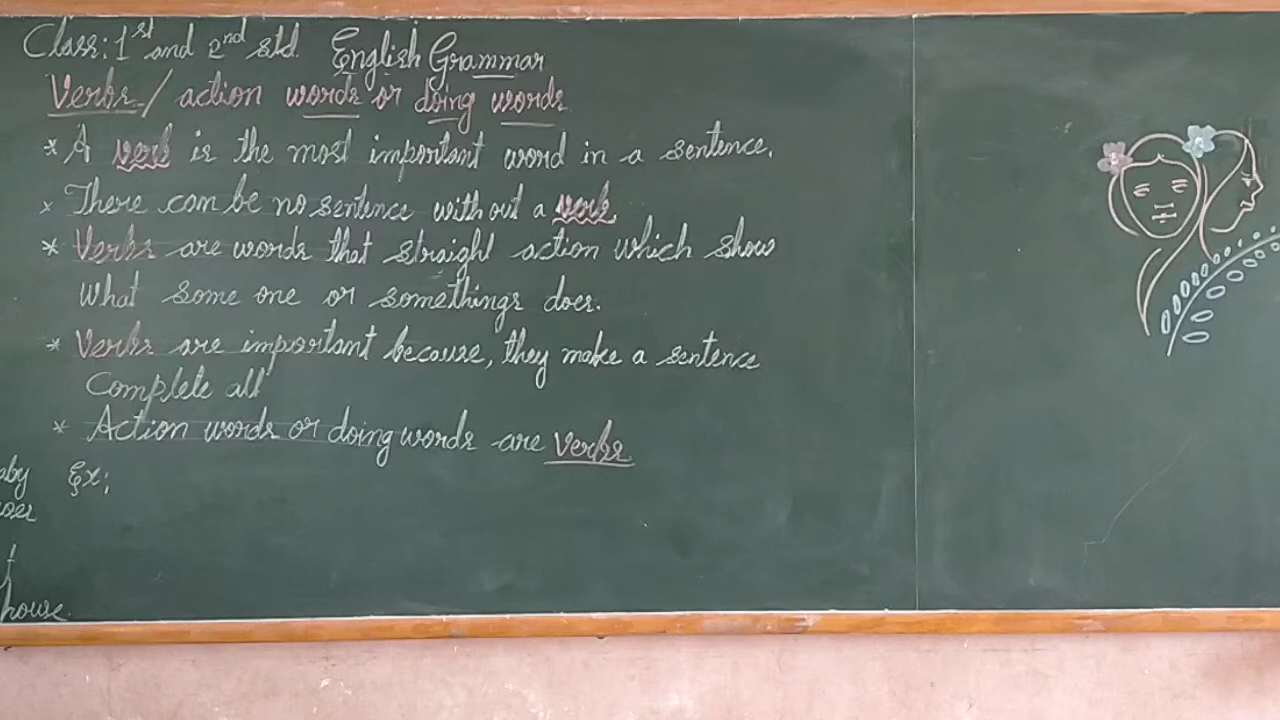 Class: 1st and 2nd std. English Grammar
Verbs / action words or doing words
* A verb is the most important word in a sentence.
* There can be no sentence without a verb.
* Verbs are words that straight action which show
What some one or somethings does.
* Verbs are important because, they make a sentence
Complete all
* Action words or doing words are verbs
Ex;
house.